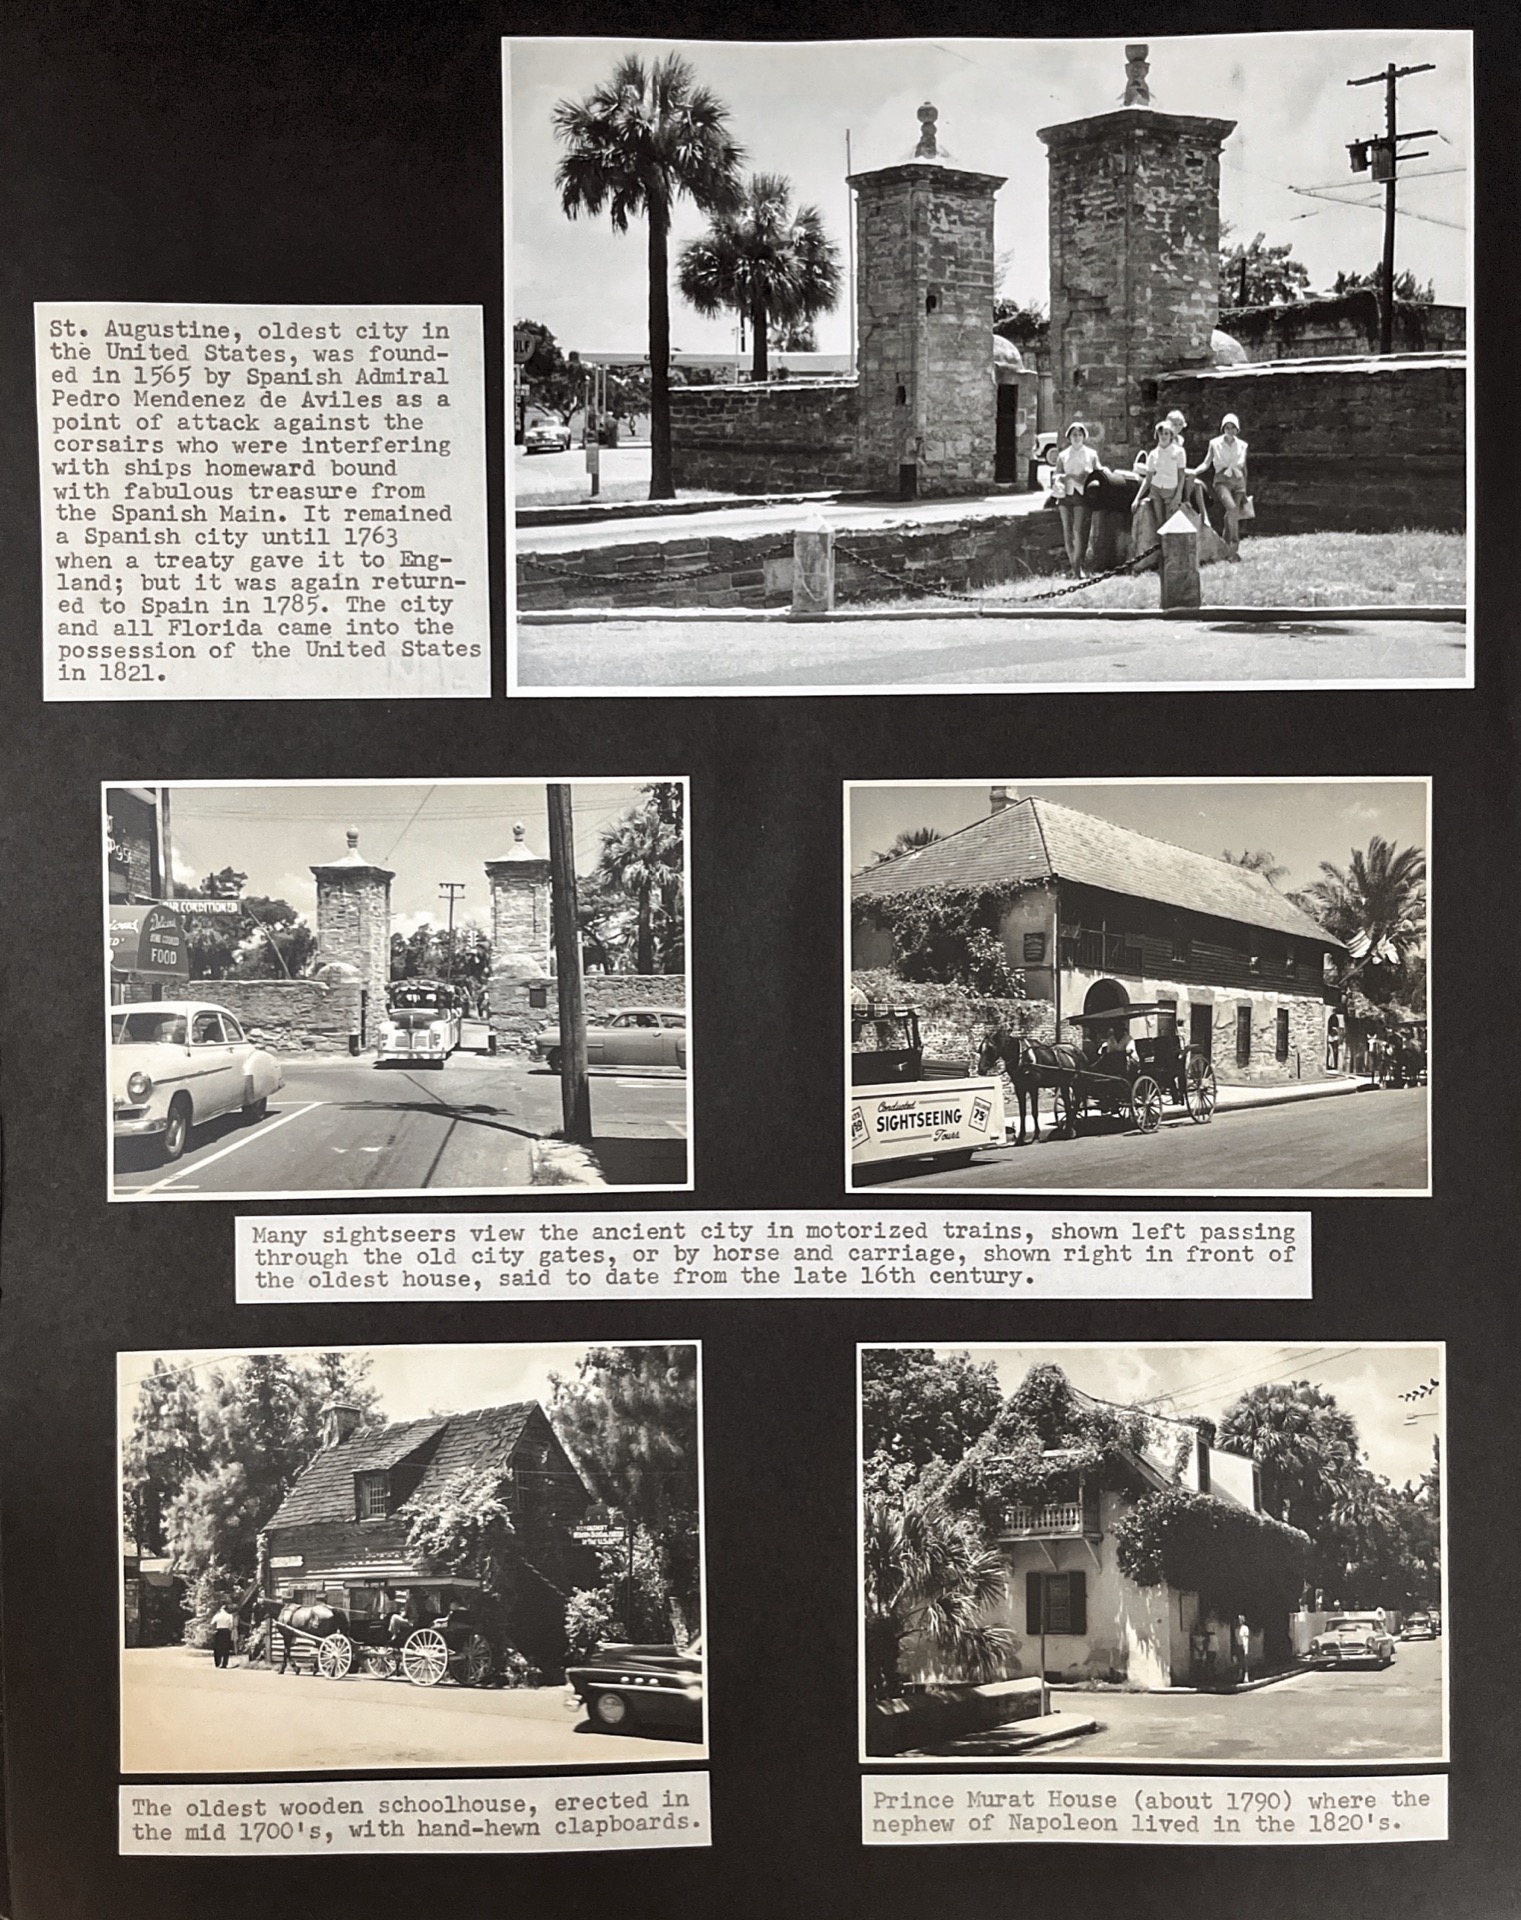 St. Augustine, oldest city in
the United States, was found-
ed in 1565 by Spanish Admiral
Pedro Mendenez de Aviles as a
point of attack against the
corsairs who were interfering
with ships homeward bound
with fabulous treasure from
the Spanish Main. It remained
a Spanish city until 1763
when a treaty gave it to Eng-
land; but it was again return-
ed to Spain in 1785. The city
and all Florida came into the
possession of the United States
in 1821.
AIR CONDITIONED
FOOD
Conducted
SIGHTSEEING
Tours
75¢
Many sightseers view the ancient city in motorized trains, shown left passing
through the old city gates, or by horse and carriage, shown right in front of
the oldest house, said to date from the late 16th century.
The oldest wooden schoolhouse, erected in
the mid 1700's, with hand-hewn clapboards.
Prince Murat House (about 1790) where the
nephew of Napoleon lived in the 1820's.